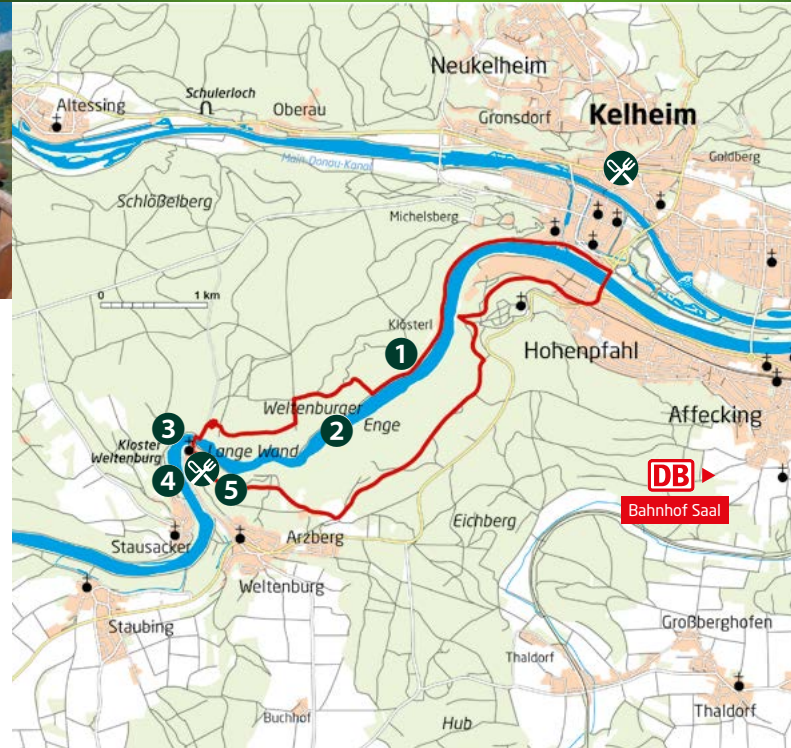 Neukelheim
Schulerloch
Altessing
Oberau
Gronsdorf
Kelheim
Goldberg
Main-Donau-Kanal
Schlößelberg
Michelsberg
0
1 km
Klösterl
1
Hohenpfahl
Weltenburger
Enge
2
Affecking
3
Kloster
Weltenburg
Lange Wand
4
5
DB
Bahnhof Saal
Eichberg
Arzberg
Stausacker
Weltenburg
Staubing
Großberghofen
Thaldorf
Thaldorf
Buchhof
Hub